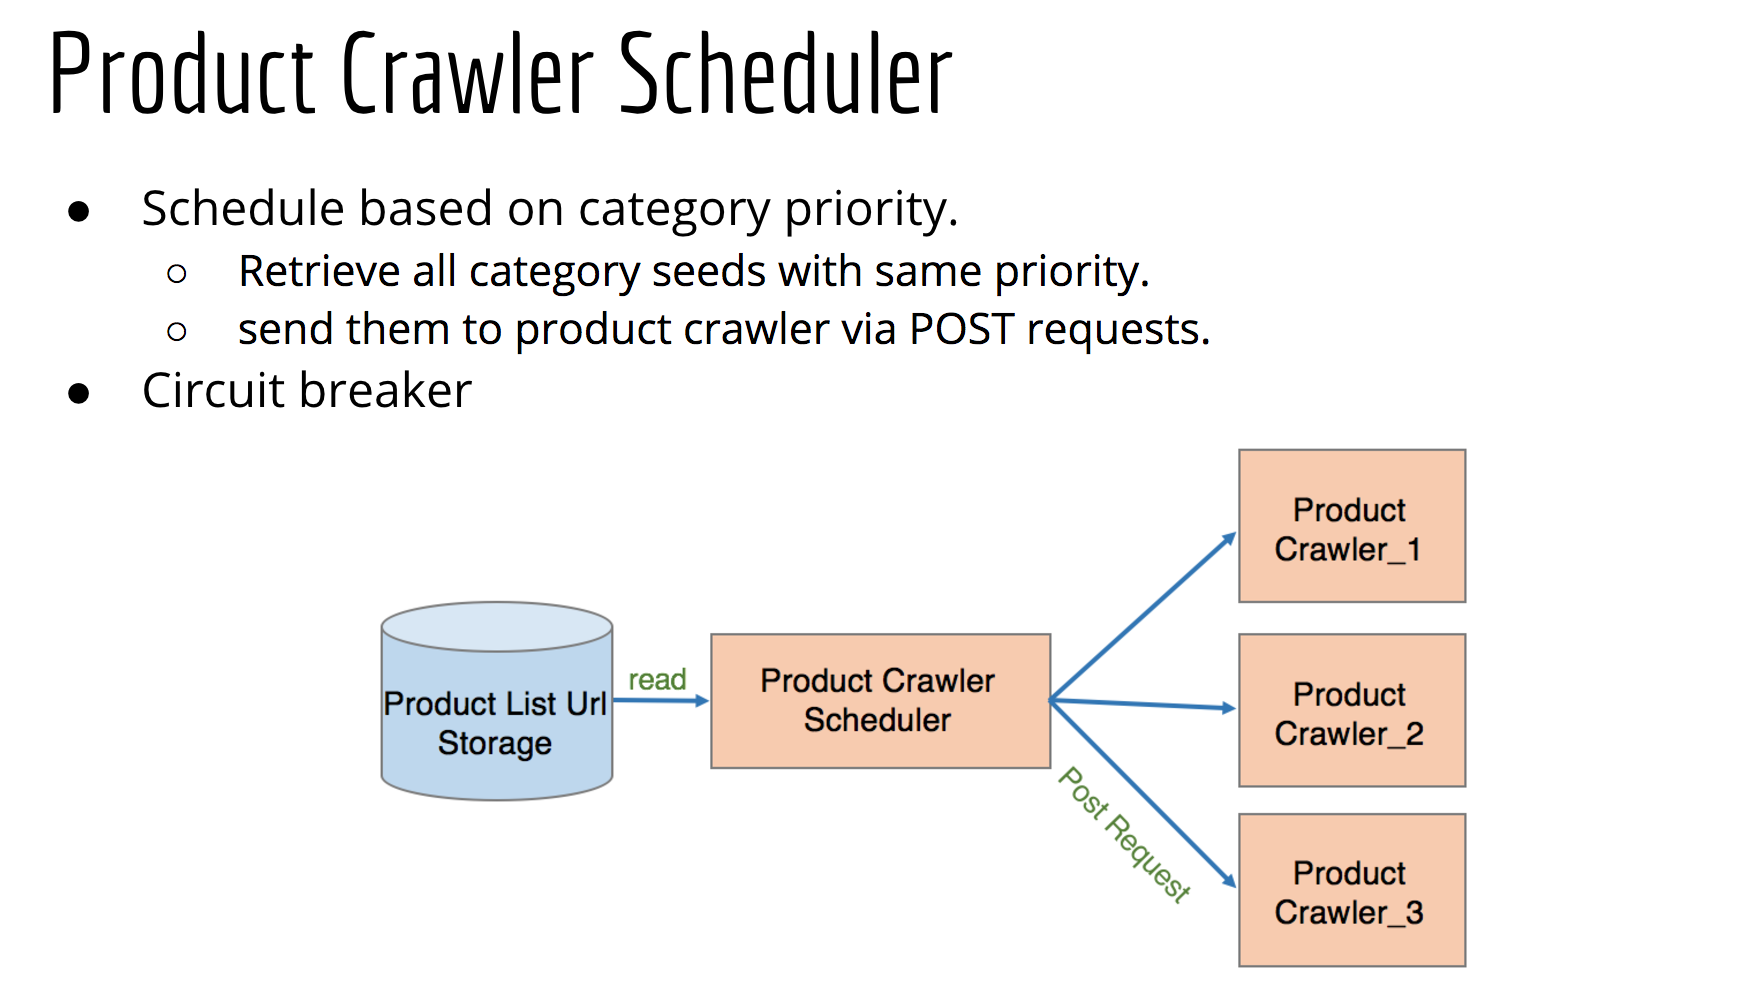 Product Crawler Scheduler
● Schedule based on category priority.
○ Retrieve all category seeds with same priority.
○ send them to product crawler via POST requests.
● Circuit breaker
Product List Url
Storage
read
Product Crawler
Scheduler
Post Request
Product
Crawler_1
Product
Crawler_2
Product
Crawler_3